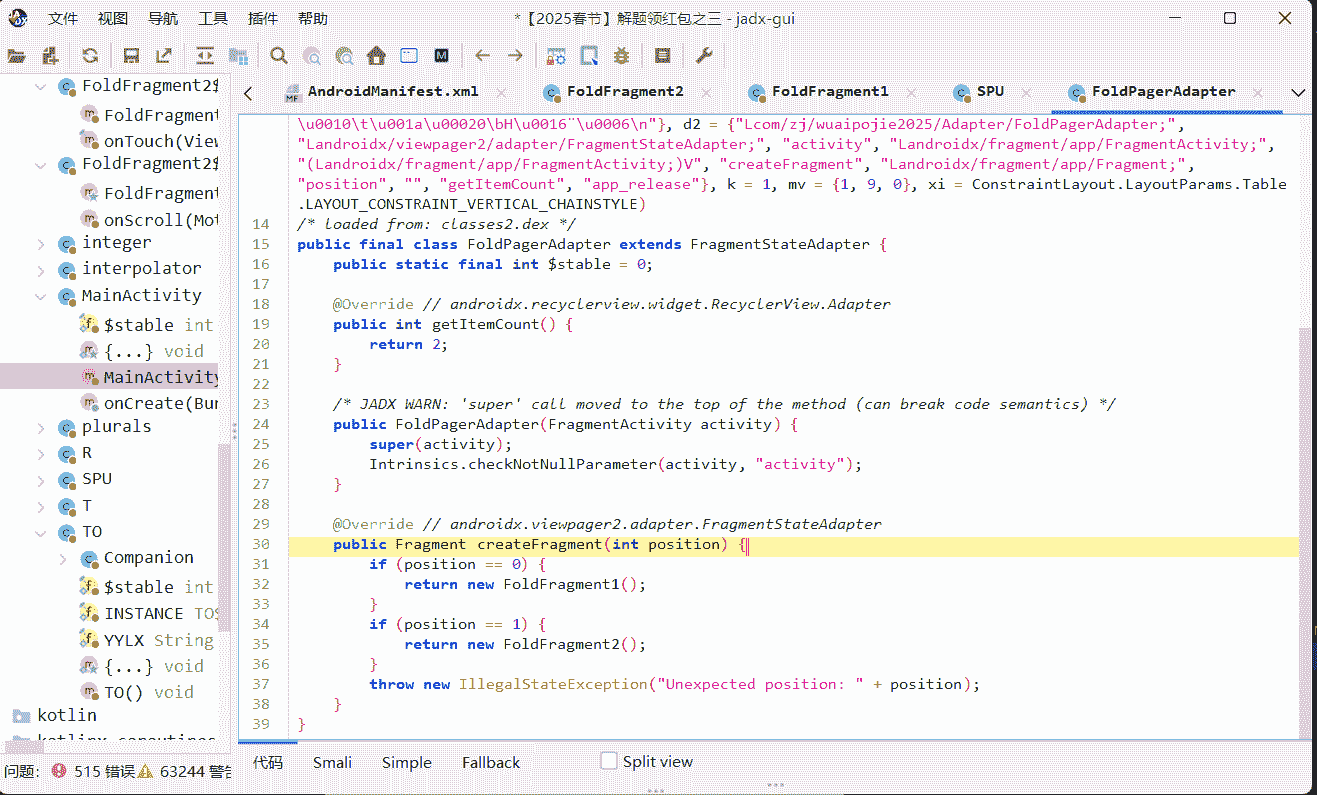 文件 视图 导航 工具 插件 帮助 *【2025春节】解题领红包之三 - jadx-gui
AndroidManifest.xml FoldFragment2 FoldFragment1 SPU FoldPagerAdapter
FoldFragment2$
FoldFragment
onTouch(View
FoldFragment2$
FoldFragment
onScroll(Mot
integer
interpolator
MainActivity
$stable int
{...} void
MainActivity
onCreate(Bun
plurals
R
SPU
T
TO
Companion
$stable int
INSTANCE TO$
YYLX String
{...} void
TO() void
kotlin
kotlinx.coroutines
问题: 515 错误 63244 警告
\u0010\t\u001a\u00020\bH\u0016¨\u0006\n"}, d2 = {"Lcom/zj/wuaipojie2025/Adapter/FoldPagerAdapter;",
"Landroidx/viewpager2/adapter/FragmentStateAdapter;", "activity", "Landroidx/fragment/app/FragmentActivity;",
"(Landroidx/fragment/app/FragmentActivity;)V", "createFragment", "Landroidx/fragment/app/Fragment;",
"position", "", "getItemCount", "app_release"}, k = 1, mv = {1, 9, 0}, xi = ConstraintLayout.LayoutParams.Table
.LAYOUT_CONSTRAINT_VERTICAL_CHAINSTYLE)
14 /* loaded from: classes2.dex */
15 public final class FoldPagerAdapter extends FragmentStateAdapter {
16 public static final int $stable = 0;
17
18 @Override // androidx.recyclerview.widget.RecyclerView.Adapter
19 public int getItemCount() {
20 return 2;
21 }
22
23 /* JADX WARN: 'super' call moved to the top of the method (can break code semantics) */
24 public FoldPagerAdapter(FragmentActivity activity) {
25 super(activity);
26 Intrinsics.checkNotNullParameter(activity, "activity");
27 }
28
29 @Override // androidx.viewpager2.adapter.FragmentStateAdapter
30 public Fragment createFragment(int position) {
31 if (position == 0) {
32 return new FoldFragment1();
33 }
34 if (position == 1) {
35 return new FoldFragment2();
36 }
37 throw new IllegalStateException("Unexpected position: " + position);
38 }
39 }
代码 Smali Simple Fallback Split view